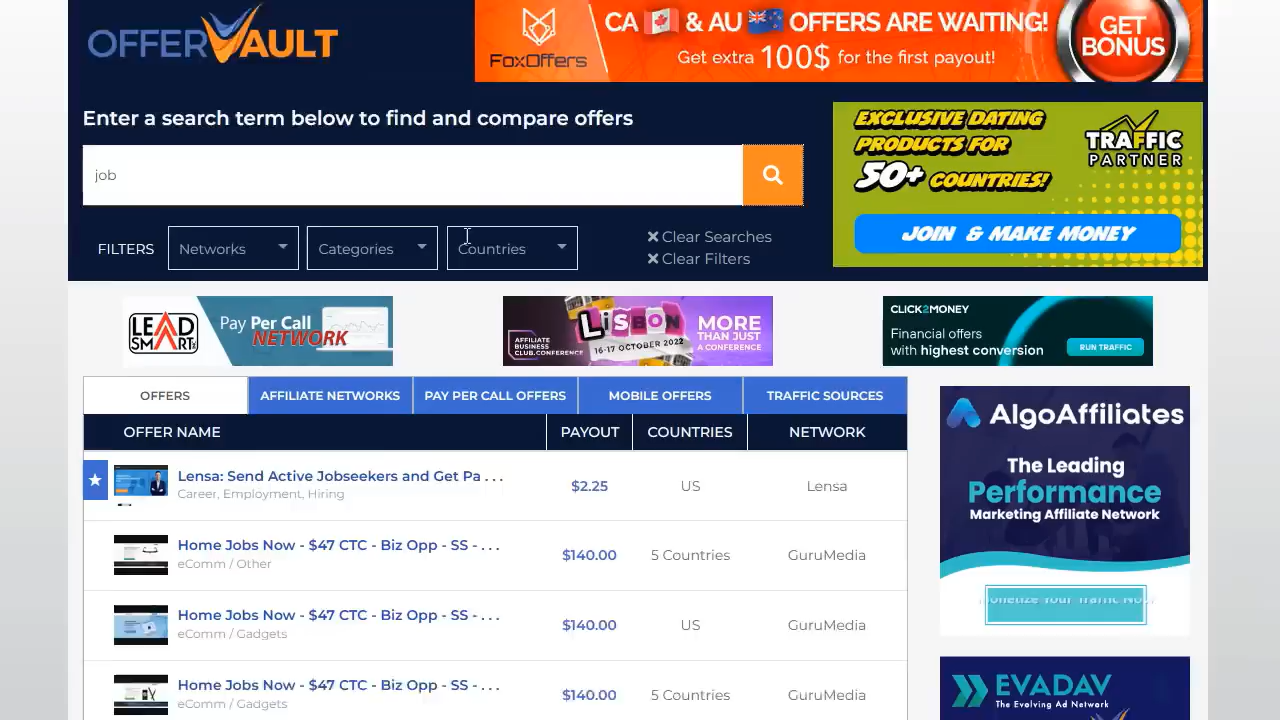 OFFERVAULT
FoxOffers
CA & AU OFFERS ARE WAITING!
Get extra 100$ for the first payout!
GET
BONUS
Enter a search term below to find and compare offers
job
FILTERS
Networks
Categories
Countries
Clear Searches
Clear Filters
EXCLUSIVE DATING
PRODUCTS FOR
50+ COUNTRIES!
TRAFFIC
PARTNER
JOIN & MAKE MONEY
LEAD
SMART
Pay Per Call
NETWORK
AFFILIATE
BUSINESS
CLUB.CONFERENCE
LiSBON
16-17 OCTOBER 2022
MORE
THAN JUST
A CONFERENCE
CLICK2MONEY
Financial offers
with highest conversion
RUN TRAFFIC
OFFERS
AFFILIATE NETWORKS
PAY PER CALL OFFERS
MOBILE OFFERS
TRAFFIC SOURCES
OFFER NAME
PAYOUT
COUNTRIES
NETWORK
Lensa: Send Active Jobseekers and Get Pa . . .
Career, Employment, Hiring
$2.25
US
Lensa
Home Jobs Now - $47 CTC - Biz Opp - SS - . . .
eComm / Other
$140.00
5 Countries
GuruMedia
Home Jobs Now - $47 CTC - Biz Opp - SS - . . .
eComm / Gadgets
$140.00
US
GuruMedia
Home Jobs Now - $47 CTC - Biz Opp - SS - . . .
eComm / Gadgets
$140.00
5 Countries
GuruMedia
AlgoAffiliates
The Leading
Performance
Marketing Affiliate Network
Monetize Your Traffic Now
EVADAV
The Evolving Ad Network